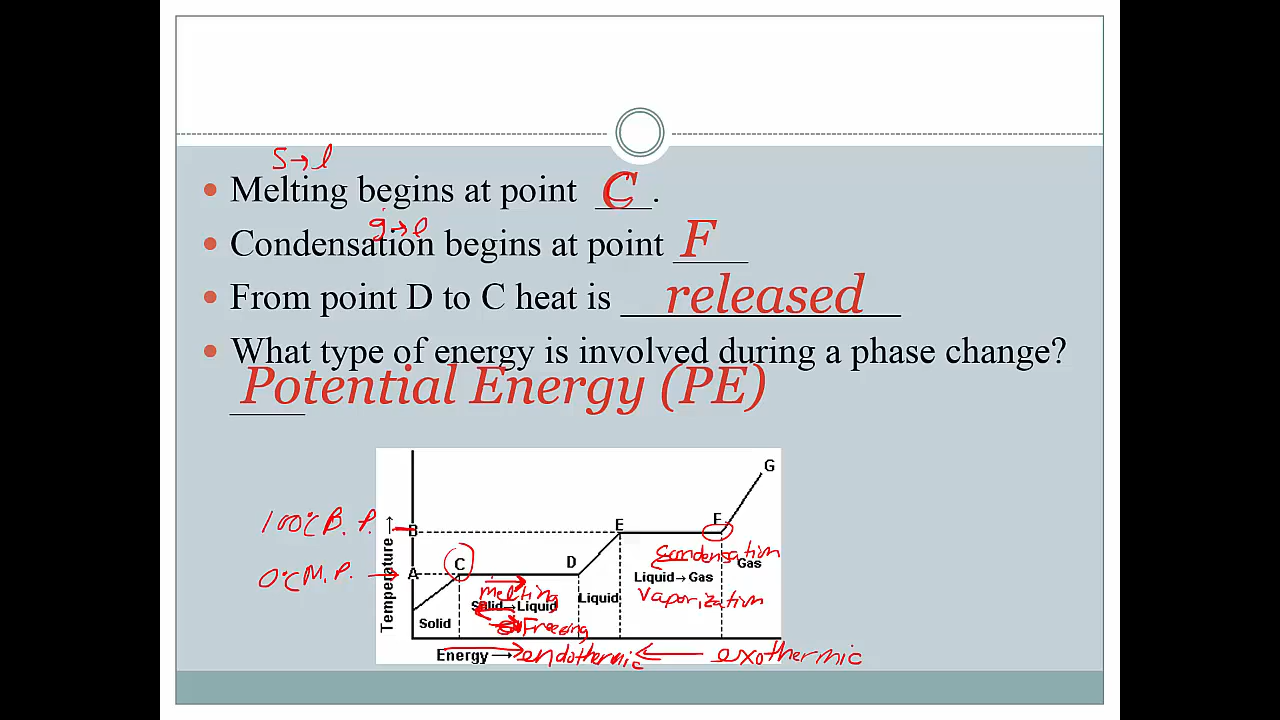 S→l
Melting begins at point C.
g→l
Condensation begins at point F
From point D to C heat is released
What type of energy is involved during a phase change?
Potential Energy (PE)
G
100°C B. P. B E F
Condensation
0°C M. P. A C D Gas
Liquid→Gas
Melting Liquid Vaporization
Solid→Liquid
Solid Freezing
Temperature →
Energy → endothermic ← exothermic